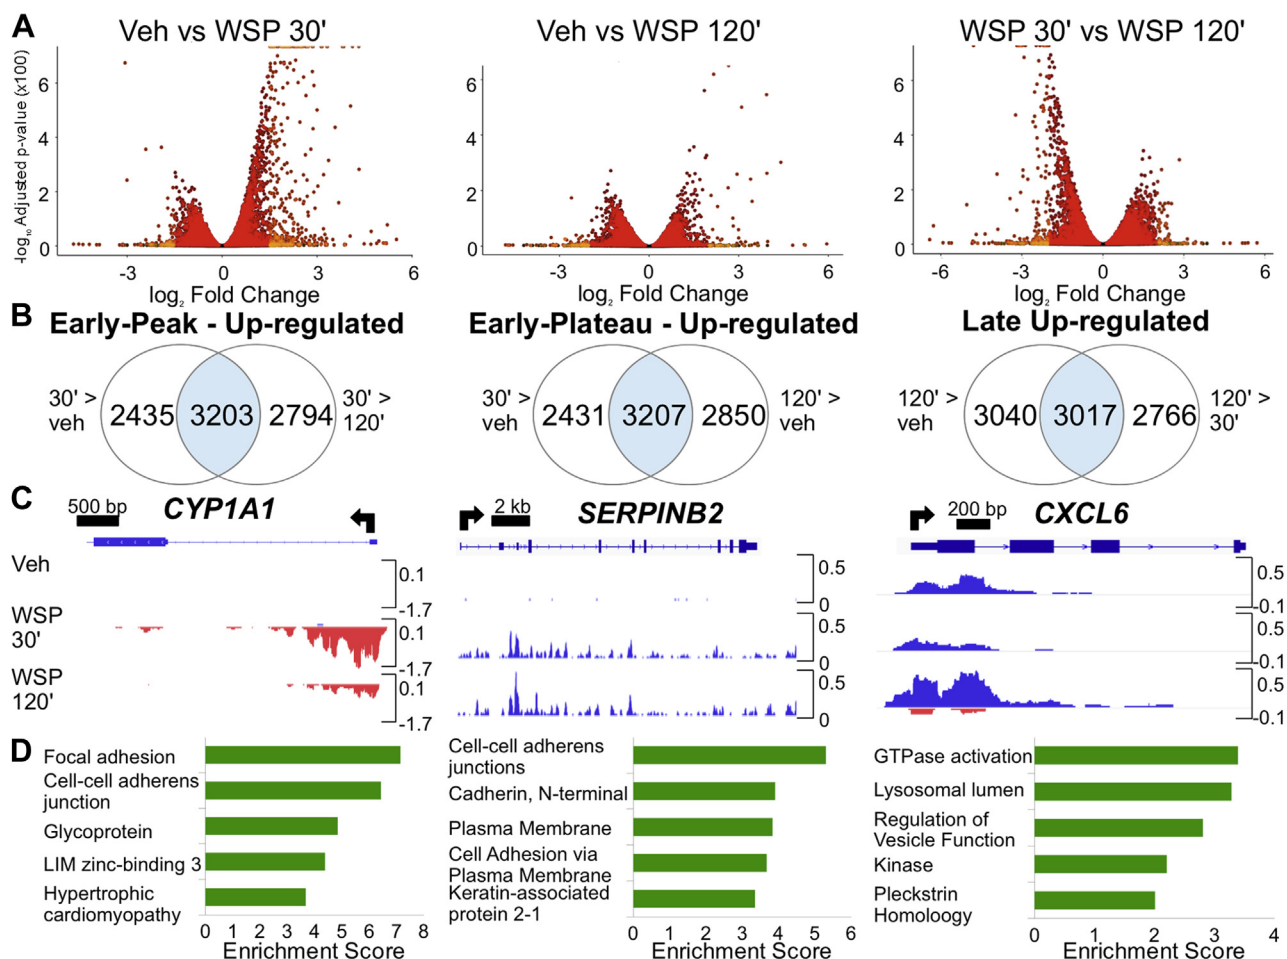 A
Veh vs WSP 30'
Veh vs WSP 120'
WSP 30' vs WSP 120'
-log10 Adjusted p-value (x100)
6
4
2
0
-3
0
3
6
log2 Fold Change
6
4
2
0
-3
0
3
6
log2 Fold Change
6
4
2
0
-6
-3
0
3
6
log2 Fold Change
B
Early-Peak - Up-regulated
30' >
veh
2435
3203
2794
30' >
120'
Early-Plateau - Up-regulated
30' >
veh
2431
3207
2850
120' >
veh
Late Up-regulated
120' >
veh
3040
3017
2766
120' >
30'
C
500 bp
CYP1A1
2 kb
SERPINB2
200 bp
CXCL6
Veh
0.1
-1.7
0.5
0
0.5
-0.1
WSP
30'
0.1
-1.7
0.5
0
0.5
-0.1
WSP
120'
0.1
-1.7
0.5
0
0.5
-0.1
D
Focal adhesion
Cell-cell adherens
junction
Glycoprotein
LIM zinc-binding 3
Hypertrophic
cardiomyopathy
0 1 2 3 4 5 6 7 8
Enrichment Score
Cell-cell adherens
junctions
Cadherin, N-terminal
Plasma Membrane
Cell Adhesion via
Plasma Membrane
Keratin-associated
protein 2-1
0 1 2 3 4 5 6
Enrichment Score
GTPase activation
Lysosomal lumen
Regulation of
Vesicle Function
Kinase
Pleckstrin
Homoloogy
0 1 2 3 4
Enrichment Score